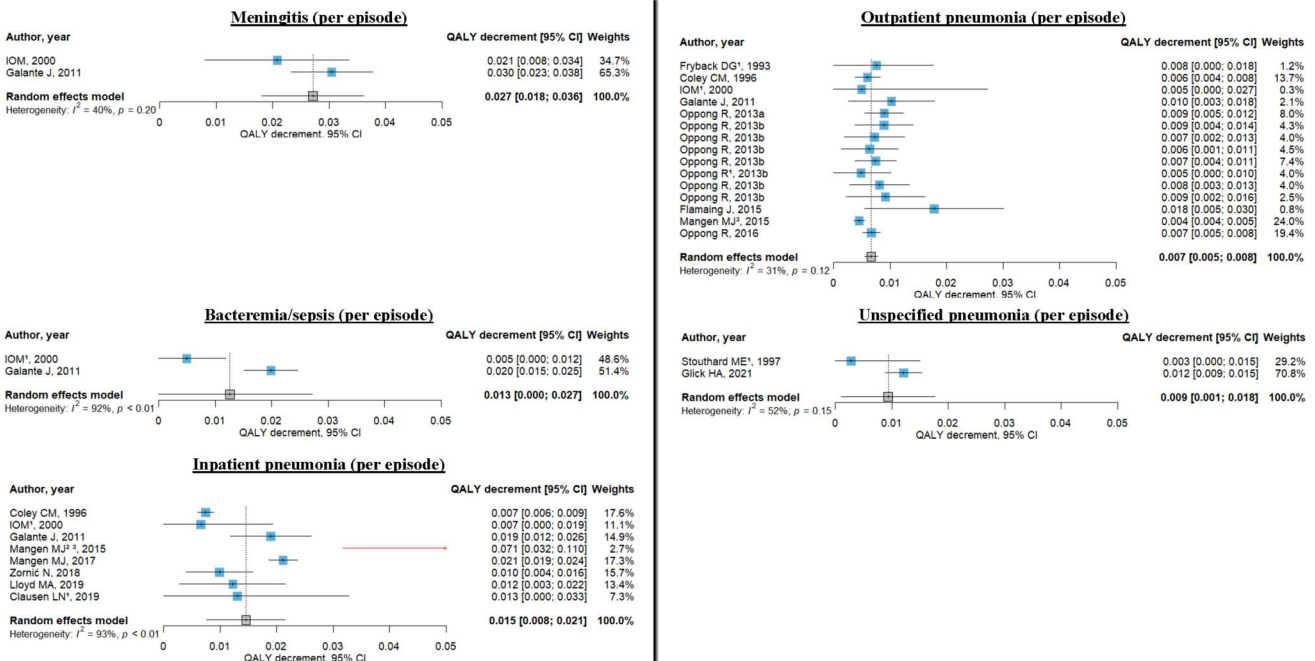 Meningitis (per episode)
Author, year QALY decrement [95% CI] Weights
IOM, 2000 0.021 [0.008; 0.034] 34.7%
Galante J, 2011 0.030 [0.023; 0.038] 65.3%
Random effects model 0.027 [0.018; 0.036] 100.0%
Heterogeneity: I² = 40%, p = 0.20
0 0.01 0.02 0.03 0.04 0.05
QALY decrement, 95% CI
Bacteremia/sepsis (per episode)
Author, year QALY decrement [95% CI] Weights
IOM¹, 2000 0.005 [0.000; 0.012] 48.6%
Galante J, 2011 0.020 [0.015; 0.025] 51.4%
Random effects model 0.013 [0.000; 0.027] 100.0%
Heterogeneity: I² = 92%, p < 0.01
0 0.01 0.02 0.03 0.04 0.05
QALY decrement, 95% CI
Inpatient pneumonia (per episode)
Author, year QALY decrement [95% CI] Weights
Coley CM, 1996 0.007 [0.006; 0.009] 17.6%
IOM¹, 2000 0.007 [0.000; 0.019] 11.1%
Galante J, 2011 0.019 [0.012; 0.026] 14.9%
Mangen MJ² ³, 2015 0.071 [0.032; 0.110] 2.7%
Mangen MJ, 2017 0.021 [0.019; 0.024] 17.3%
Zornić N, 2018 0.010 [0.004; 0.016] 15.7%
Lloyd MA, 2019 0.012 [0.003; 0.022] 13.4%
Clausen LN¹, 2019 0.013 [0.000; 0.033] 7.3%
Random effects model 0.015 [0.008; 0.021] 100.0%
Heterogeneity: I² = 93%, p < 0.01
0 0.01 0.02 0.03 0.04 0.05
QALY decrement, 95% CI
Outpatient pneumonia (per episode)
Author, year QALY decrement [95% CI] Weights
Fryback DG¹, 1993 0.008 [0.000; 0.018] 1.2%
Coley CM, 1996 0.006 [0.004; 0.008] 13.7%
IOM¹, 2000 0.005 [0.000; 0.027] 0.3%
Galante J, 2011 0.010 [0.003; 0.018] 2.1%
Oppong R, 2013a 0.009 [0.005; 0.012] 8.0%
Oppong R, 2013b 0.009 [0.004; 0.014] 4.3%
Oppong R, 2013b 0.007 [0.002; 0.013] 4.0%
Oppong R, 2013b 0.006 [0.001; 0.011] 4.5%
Oppong R, 2013b 0.007 [0.004; 0.011] 7.4%
Oppong R¹, 2013b 0.005 [0.000; 0.010] 4.0%
Oppong R, 2013b 0.008 [0.003; 0.013] 4.0%
Oppong R, 2013b 0.009 [0.002; 0.016] 2.5%
Flamaing J, 2015 0.018 [0.005; 0.030] 0.8%
Mangen MJ³, 2015 0.004 [0.004; 0.005] 24.0%
Oppong R, 2016 0.007 [0.005; 0.008] 19.4%
Random effects model 0.007 [0.005; 0.008] 100.0%
Heterogeneity: I² = 31%, p = 0.12
0 0.01 0.02 0.03 0.04 0.05
QALY decrement, 95% CI
Unspecified pneumonia (per episode)
Author, year QALY decrement [95% CI] Weights
Stouthard ME¹, 1997 0.003 [0.000; 0.015] 29.2%
Glick HA, 2021 0.012 [0.009; 0.015] 70.8%
Random effects model 0.009 [0.001; 0.018] 100.0%
Heterogeneity: I² = 52%, p = 0.15
0 0.01 0.02 0.03 0.04 0.05
QALY decrement, 95% CI